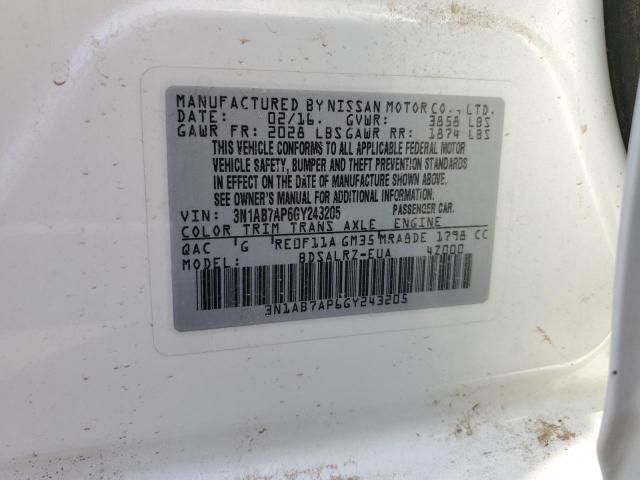 MANUFACTURED BY NISSAN MOTOR CO., LTD.
DATE: 02/16. GVWR: 3858 LBS
GAWR FR: 2028 LBS GAWR RR: 1874 LBS
THIS VEHICLE CONFORMS TO ALL APPLICABLE FEDERAL MOTOR
VEHICLE SAFETY, BUMPER AND THEFT PREVENTION STANDARDS
IN EFFECT ON THE DATE OF MANUFACTURE SHOWN ABOVE.
SEE OWNER'S MANUAL FOR ADDITIONAL INFORMATION.
VIN: 3N1AB7AP6GY243205 PASSENGER CAR.
COLOR TRIM TRANS AXLE ENGINE
QAC 'G RE0F11A GM35 MRA8DE 1798 CC
MODEL: BDSALRZ-EUA 4Z000
3N1AB7AP6GY243205